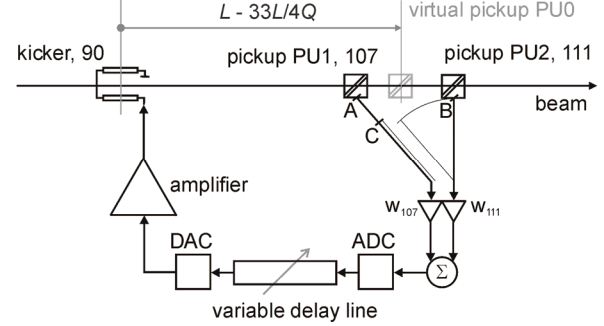 L - 33L/4Q
virtual pickup PU0
kicker, 90
pickup PU1, 107
pickup PU2, 111
beam
A
B
C
amplifier
w107
w111
DAC
ADC
Σ
variable delay line